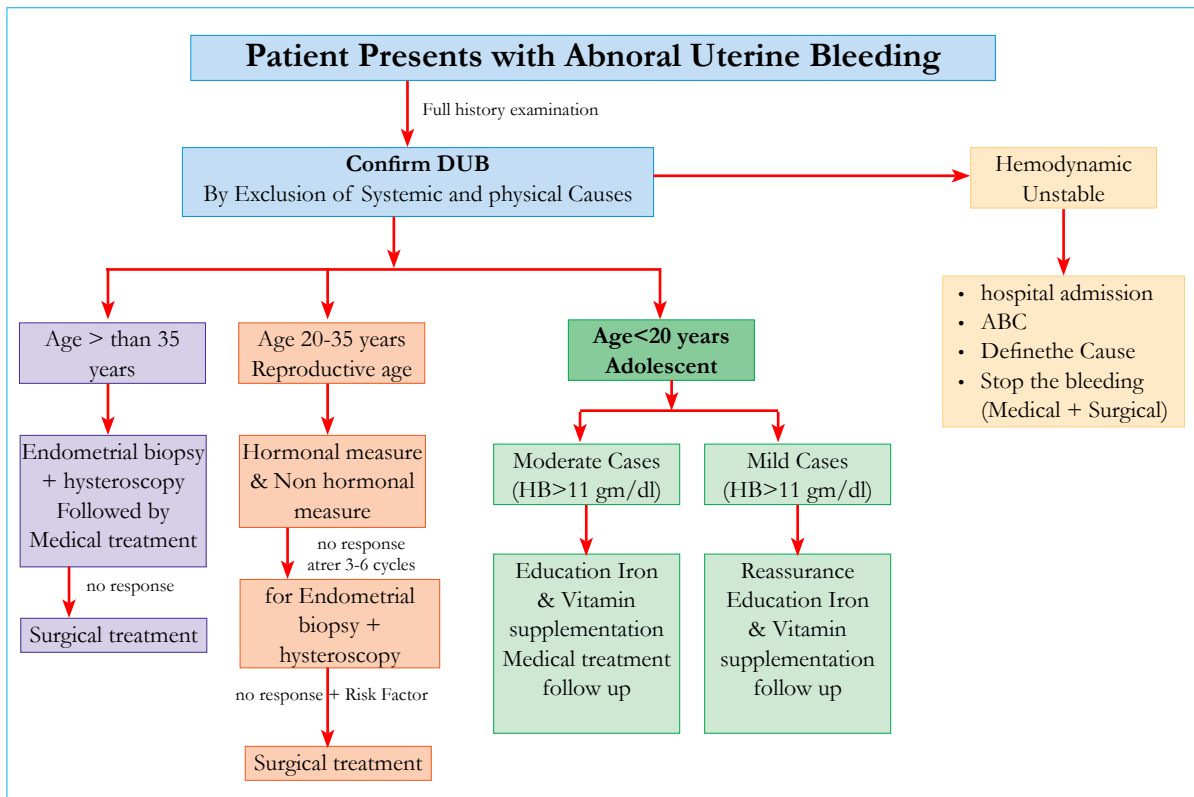 Patient Presents with Abnoral Uterine Bleeding
Full history examination
Confirm DUB
By Exclusion of Systemic and physical Causes
Hemodynamic
Unstable
• hospital admission
• ABC
• Definethe Cause
• Stop the bleeding
(Medical + Surgical)
Age > than 35
years
Endometrial biopsy
+ hysteroscopy
Followed by
Medical treatment
no response
Surgical treatment
Age 20-35 years
Reproductive age
Hormonal measure
& Non hormonal
measure
no response
atrer 3-6 cycles
for Endometrial
biopsy +
hysteroscopy
no response + Risk Factor
Surgical treatment
Age<20 years
Adolescent
Moderate Cases
(HB>11 gm/dl)
Education Iron
& Vitamin
supplementation
Medical treatment
follow up
Mild Cases
(HB>11 gm/dl)
Reassurance
Education Iron
& Vitamin
supplementation
follow up